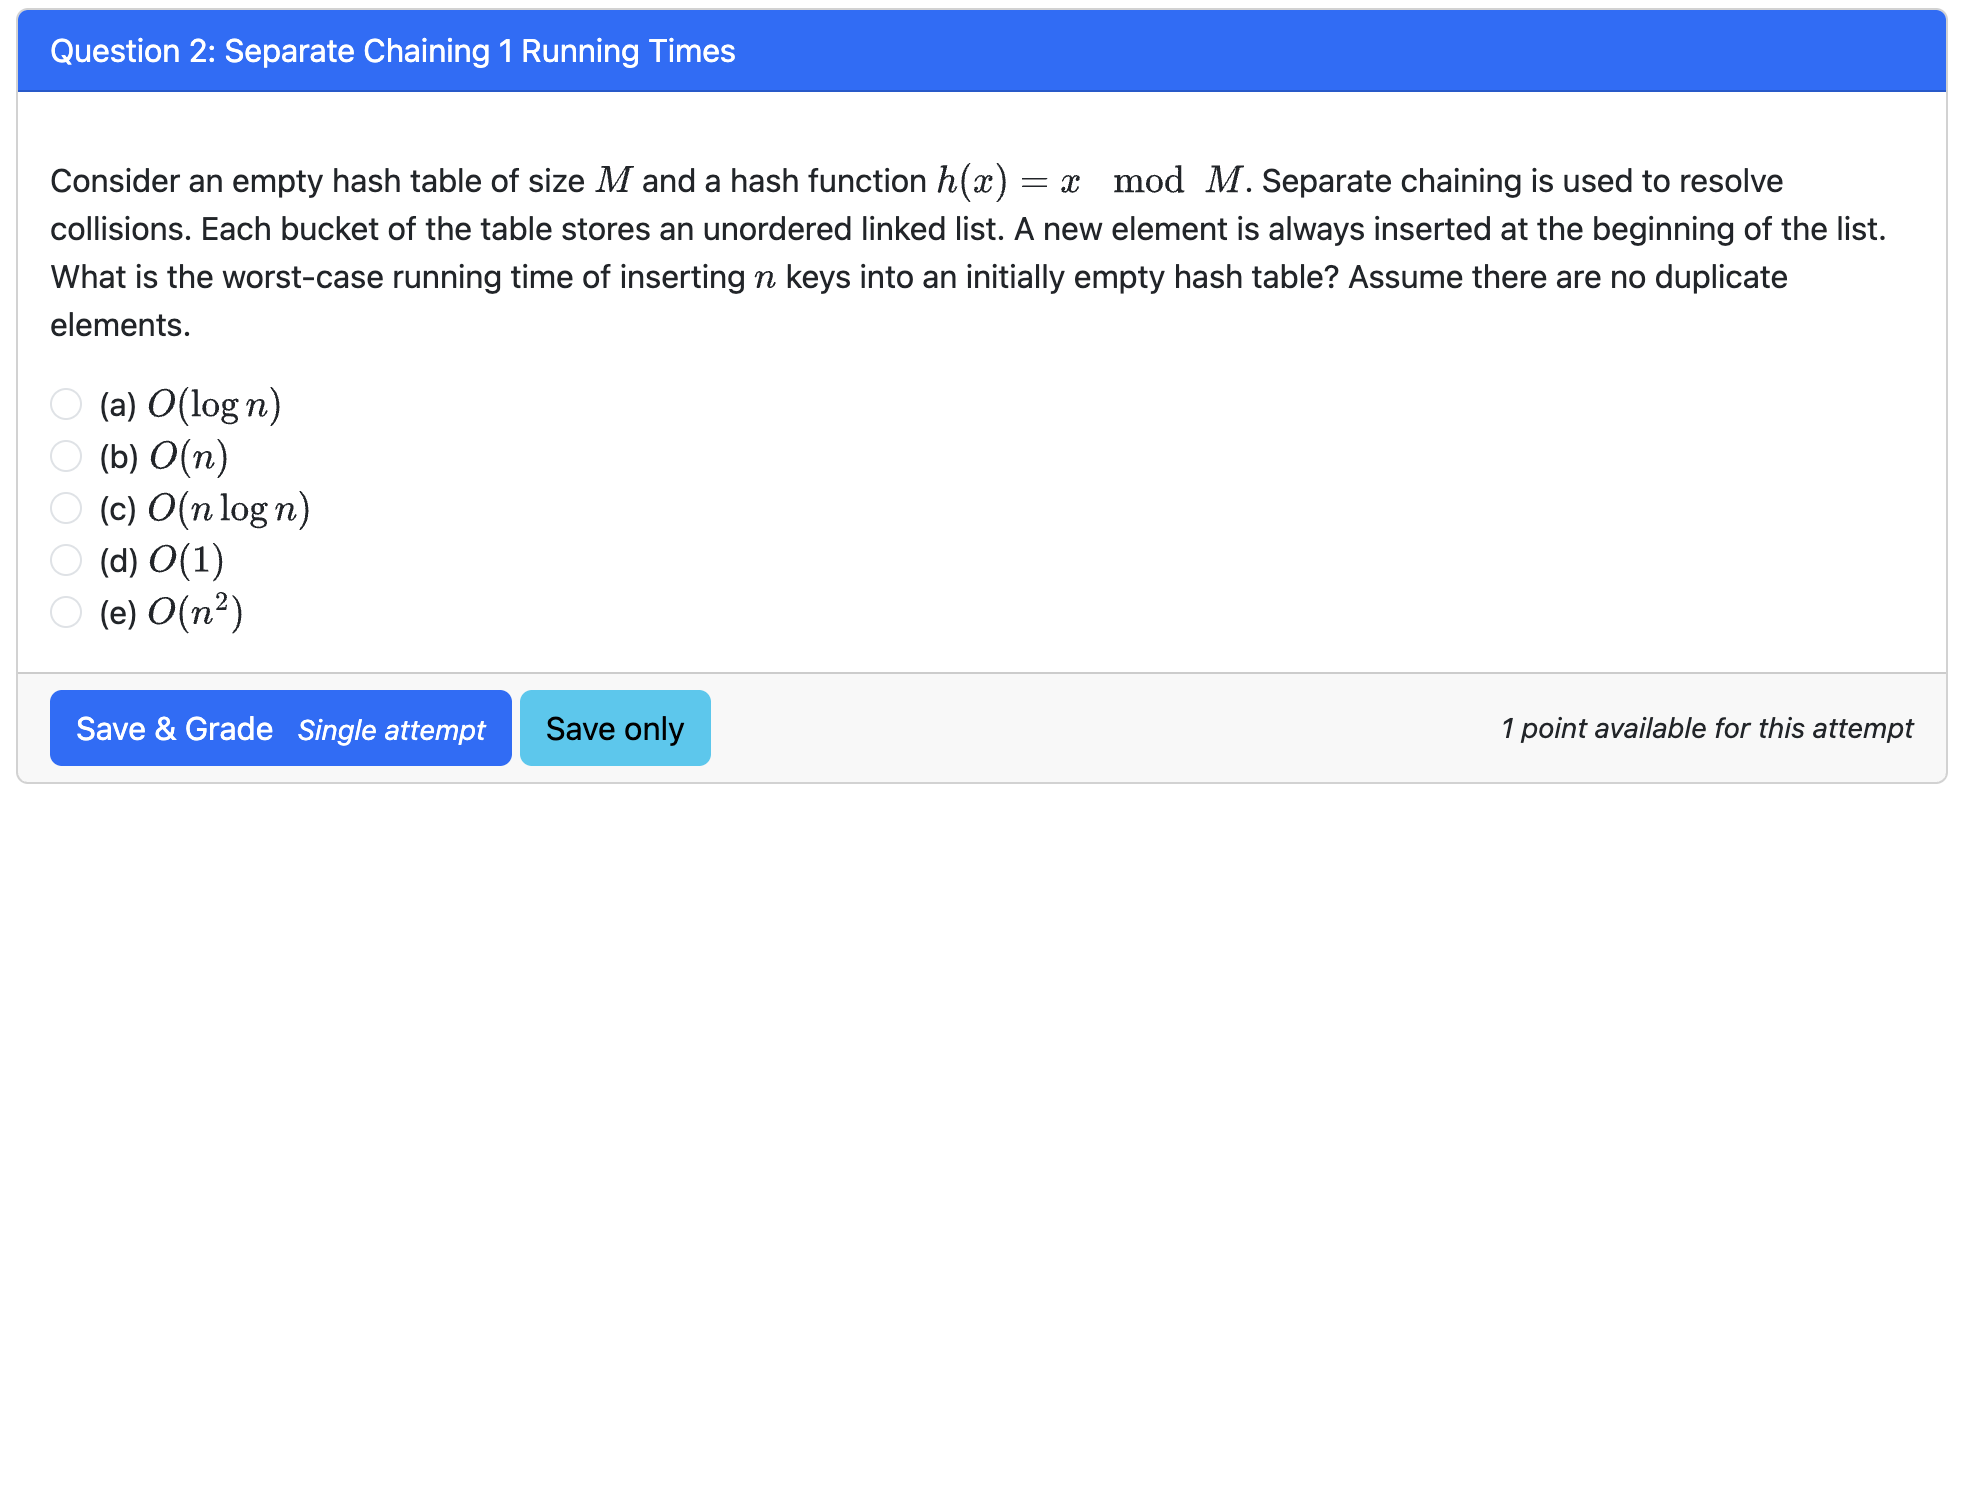 Question 2: Separate Chaining 1 Running Times
Consider an empty hash table of size M and a hash function h(x) = x mod M. Separate chaining is used to resolve
collisions. Each bucket of the table stores an unordered linked list. A new element is always inserted at the beginning of the list.
What is the worst-case running time of inserting n keys into an initially empty hash table? Assume there are no duplicate
elements.
(a) O(log n)
(b) O(n)
(c) O(n log n)
(d) O(1)
(e) O(n²)
Save & Grade Single attempt Save only 1 point available for this attempt